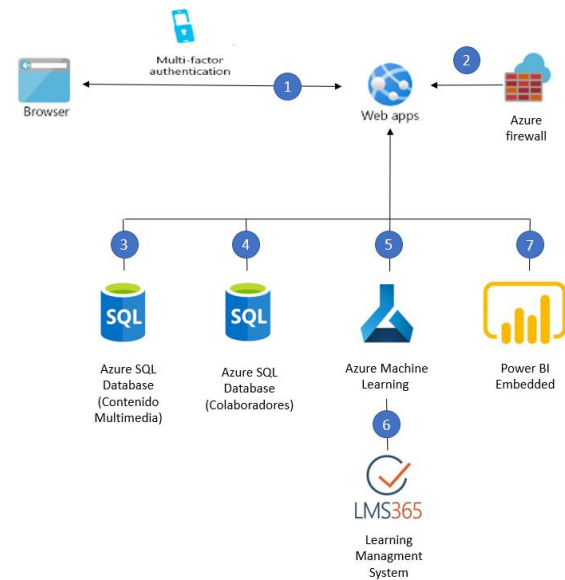 Multi-factor
authentication
1
2
Browser
Web apps
Azure
firewall
3
4
5
7
SQL
SQL
Azure SQL
Database
(Contenido
Multimedia)
Azure SQL
Database
(Colaboradores)
Azure Machine
Learning
Power BI
Embedded
6
LMS365
Learning
Managment
System